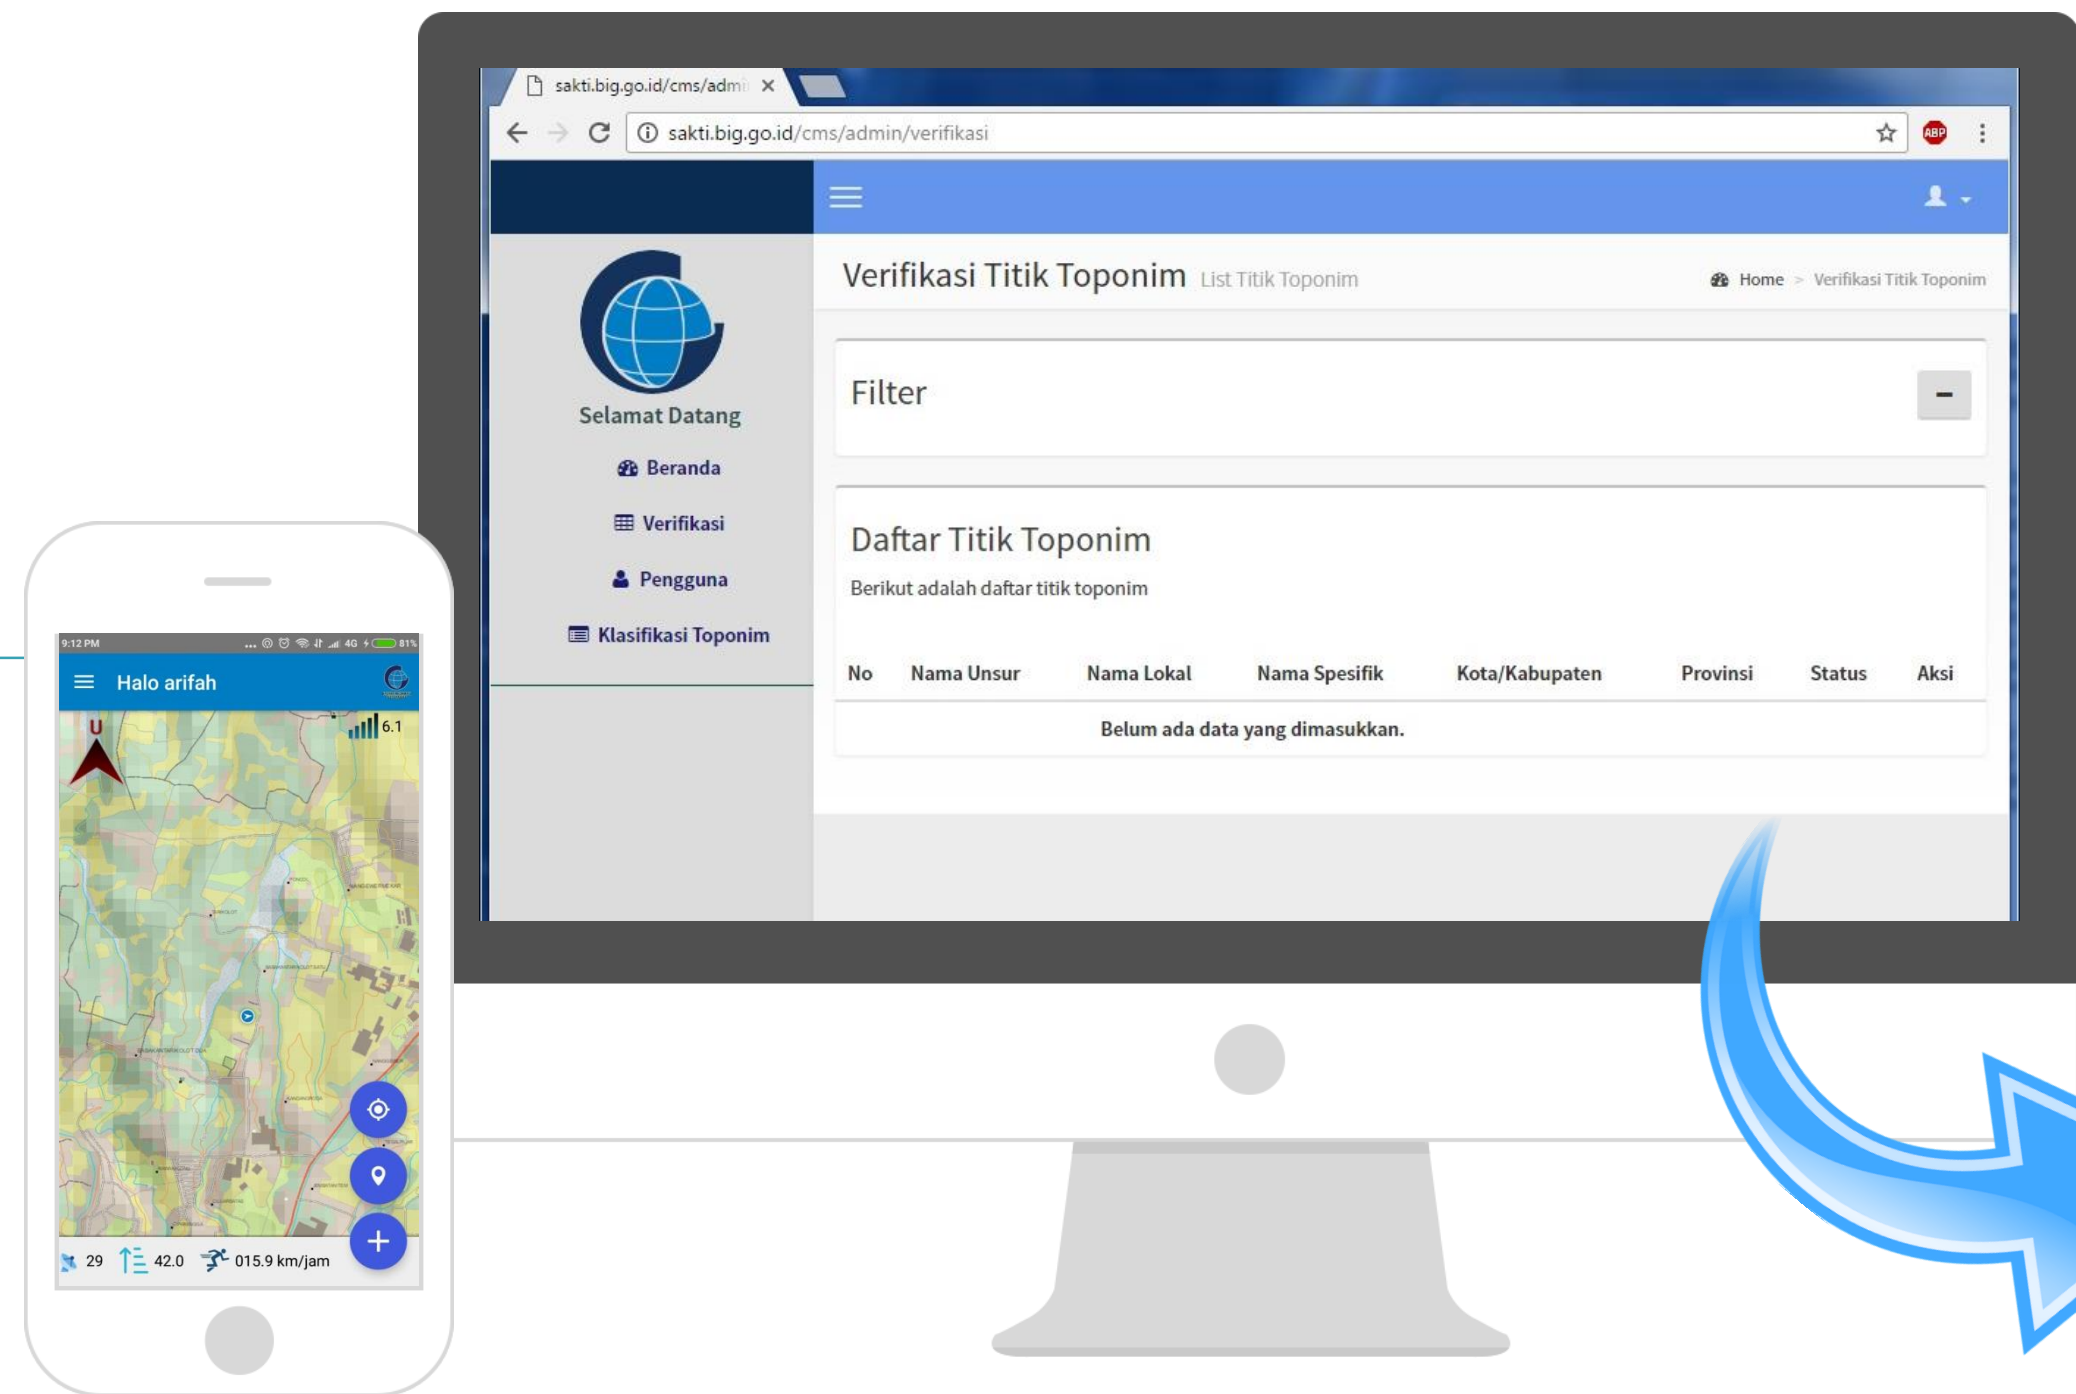 sakti.big.go.id/cms/admi
sakti.big.go.id/cms/admin/verifikasi
ABP
Verifikasi Titik Toponim List Titik Toponim
Home > Verifikasi Titik Toponim
Selamat Datang
Beranda
Verifikasi
Pengguna
Klasifikasi Toponim
Filter
Daftar Titik Toponim
Berikut adalah daftar titik toponim
No Nama Unsur Nama Lokal Nama Spesifik Kota/Kabupaten Provinsi Status Aksi
Belum ada data yang dimasukkan.
9:12 PM ... 4G 81%
Halo arifah
U
6.1
29 42.0 015.9 km/jam